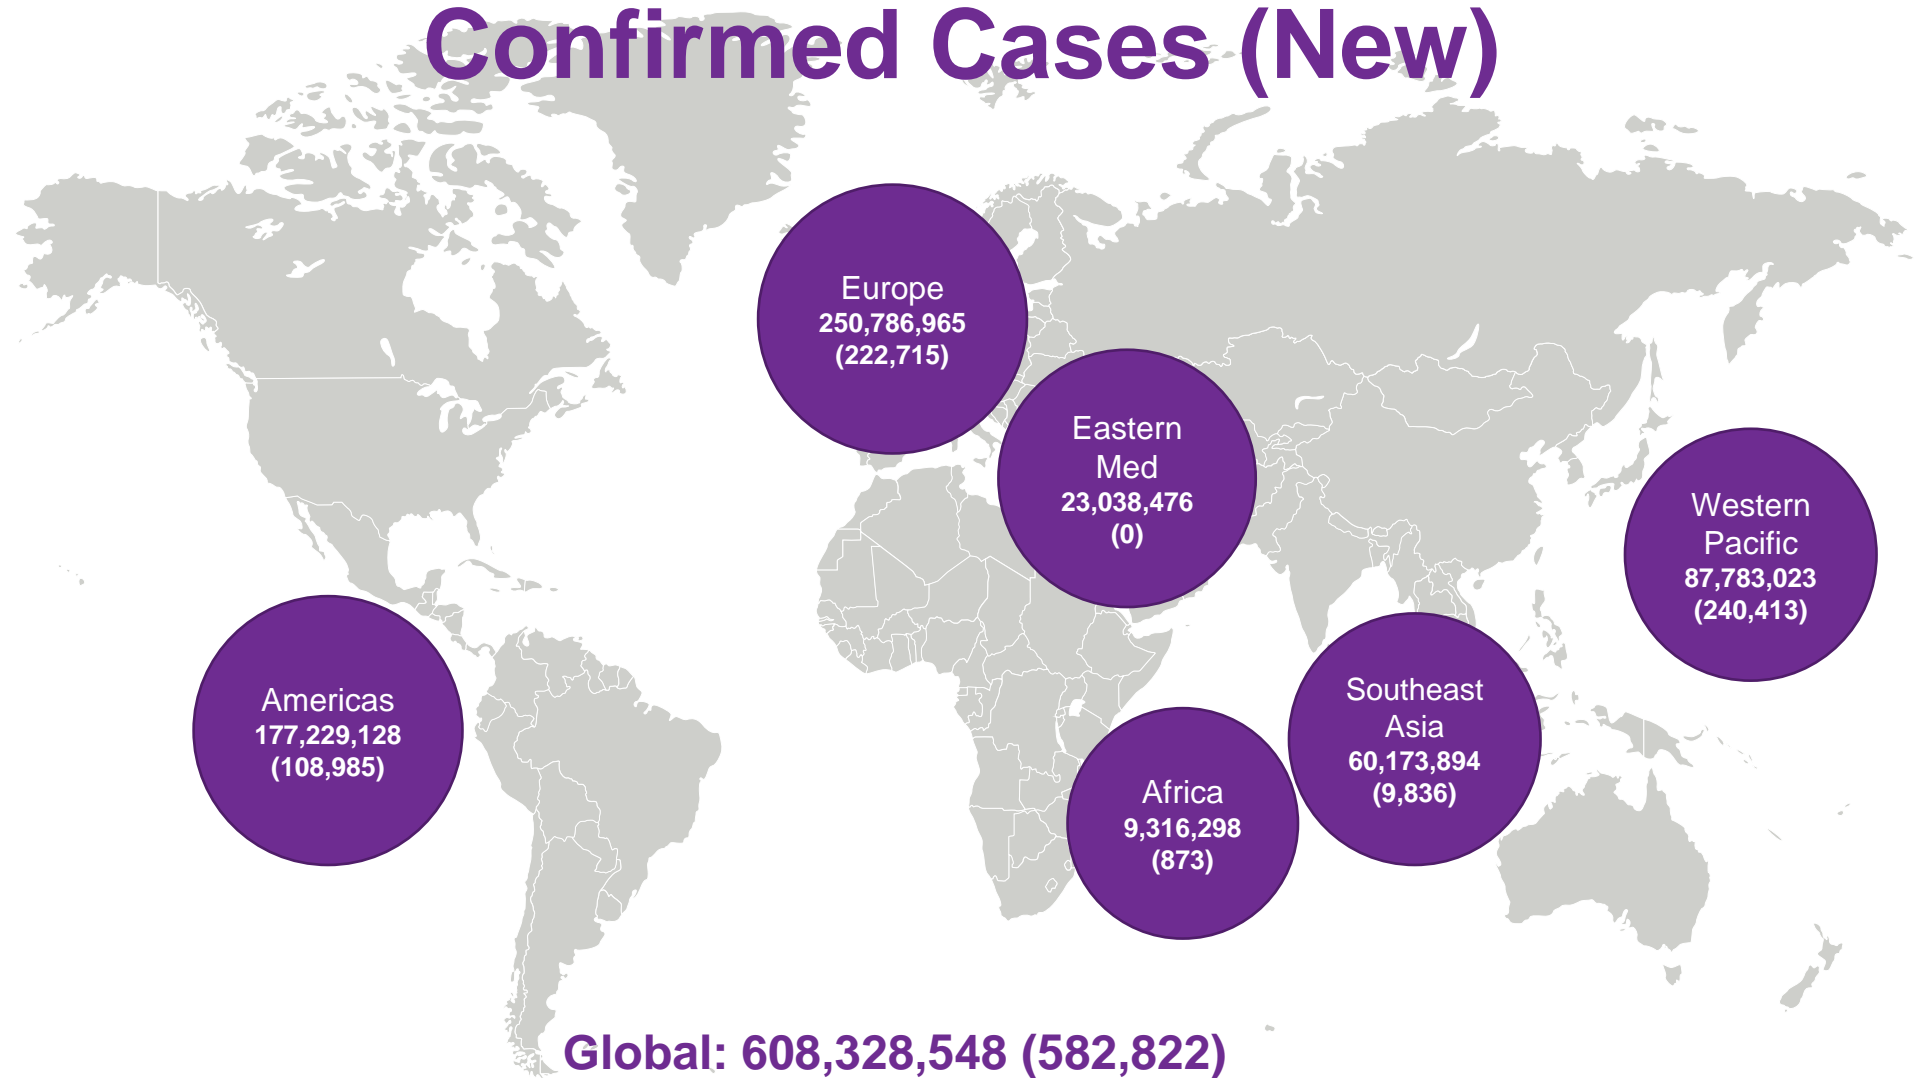 Confirmed Cases (New)
Europe
250,786,965
(222,715)
Eastern
Med
23,038,476
(0)
Western
Pacific
87,783,023
(240,413)
Americas
177,229,128
(108,985)
Southeast
Asia
60,173,894
(9,836)
Africa
9,316,298
(873)
Global: 608,328,548 (582,822)